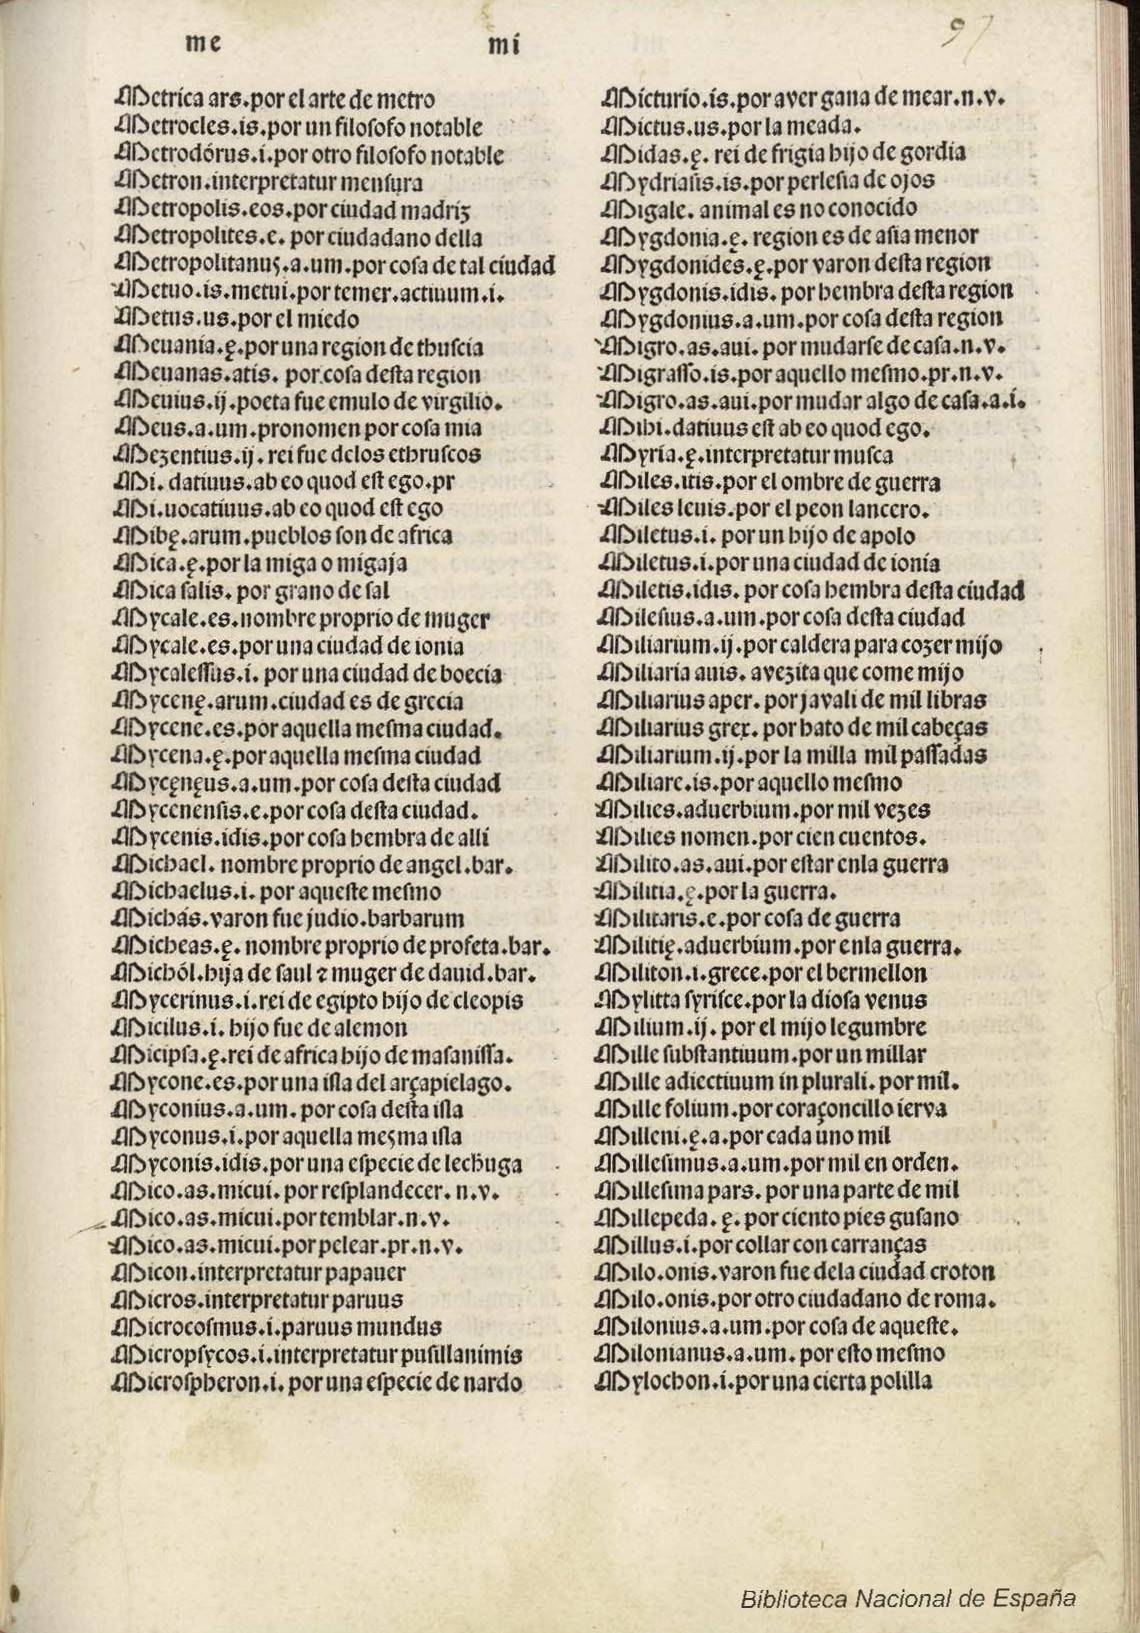 me mi 97
Metrica ars.por el arte de metro
Metrocles.is.por un filosofo notable
Metrodórus.i.por otro filosofo notable
Metron.interpretatur mensura
Metropolis.eos.por ciudad madriz
Metropolites.e. por ciudadano della
Metropolitanus.a.um.por cosa de tal ciudad
Metuo.is.metui.por temer.actiuum.i.
Metus.us.por el miedo
Meuania.ę.por una region de thuscia
Meuanas.atis. por cosa desta region
Meuius.ij.poeta fue emulo de virgilio.
Meus.a.um.pronomen por cosa mia
Mezentius.ij.rei fue delos ethruscos
Mi. datiuus.ab eo quod est ego.pr
Mi.uocatiuus.ab eo quod est ego
Mibę.arum.pueblos son de africa
Mica.ę.por la miga o migaja
Mica salis. por grano de sal
Mycale.es.nombre proprio de muger
Mycale.es.por una ciudad de ionia
Mycalessus.i. por una ciudad de boecia
Mycenę.arum.ciudad es de grecia
Mycene.es.por aquella mesma ciudad.
Mycena.ę.por aquella mesma ciudad
Mycęnęus.a.um.por cosa desta ciudad
Mycenensis.e.por cosa desta ciudad.
Mycenis.idis.por cosa hembra de alli
Michael. nombre proprio de angel.bar.
Michaelus.i. por aqueste mesmo
Michás.varon fue judio.barbarum
Micheas.ę. nombre proprio de profeta.bar.
Michól.hija de saul ⁊ muger de dauid.bar.
Mycerinus.i.rei de egipto hijo de cleopis
Micilus.i. hijo fue de alemon
Micipsa.ę.rei de africa hijo de masanissa.
Mycone.es.por una isla del arçapielago.
Myconius.a.um. por cosa desta isla
Myconus.i.por aquella mesma isla
Myconis.idis.por una especie de lechuga
Mico.as.micui.por resplandecer. n.v.
Mico.as.micui.por temblar.n.v.
Mico.as.micui.por pelear.pr.n.v.
Micon.interpretatur papauer
Micros.interpretatur paruus
Microcosmus.i.paruus mundus
Micropsycos.i.interpretatur pusillanimis
Microspheron.i. por una especie de nardo
Micturio.is.por aver gana de mear.n.v.
Mictus.us.por la meada.
Midas.ę. rei de frigia hijo de gordia
Mydriasis.is.por perlesia de ojos
Migale. animal es no conocido
Mygdonia.ę. region es de asia menor
Mygdonides.ę.por varon desta region
Mygdonis.idis. por hembra desta region
Mygdonius.a.um.por cosa desta region
Migro.as.aui. por mudarse de casa.n.v.
Migrasso.is.por aquello mesmo.pr.n.v.
Migro.as.aui.por mudar algo de casa.a.i.
Mihi.datiuus est ab eo quod ego.
Myria.ę.interpretatur musca
Miles.itis.por el ombre de guerra
Miles leuis.por el peon lancero.
Miletus.i. por un hijo de apolo
Miletus.i.por una ciudad de ionia
Miletis.idis. por cosa hembra desta ciudad
Milesius.a.um.por cosa desta ciudad
Miliarium.ij.por caldera para cozer mijo
Miliaria auis. avezita que come mijo
Miliarius aper. por javali de mil libras
Miliarius grex. por hato de mil cabeças
Miliarium.ij.por la milla mil passadas
Miliare.is.por aquello mesmo
Milies.aduerbium.por mil vezes
Milies nomen.por cien cuentos.
Milito.as.aui.por estar enla guerra
Militia.ę.por la guerra.
Militaris.e.por cosa de guerra
Militię.aduerbium.por enla guerra.
Militon.i.grece.por el bermellon
Mylitta syrisce.por la diosa venus
Milium.ij. por el mijo legumbre
Mille substantiuum.por un millar
Mille adiectiuum in plurali. por mil.
Mille folium.por coraçoncillo ierva
Milleni.ę.a.por cada uno mil
Millesimus.a.um.por mil en orden.
Millesima pars. por una parte de mil
Millepeda. ę. por ciento pies gusano
Millus.i.por collar con carranças
Milo.onis.varon fue dela ciudad croton
Milo.onis.por otro ciudadano de roma.
Milonius.a.um.por cosa de aqueste.
Milonianus.a.um. por esto mesmo
Mylochon.i.por una cierta polilla
Biblioteca Nacional de España